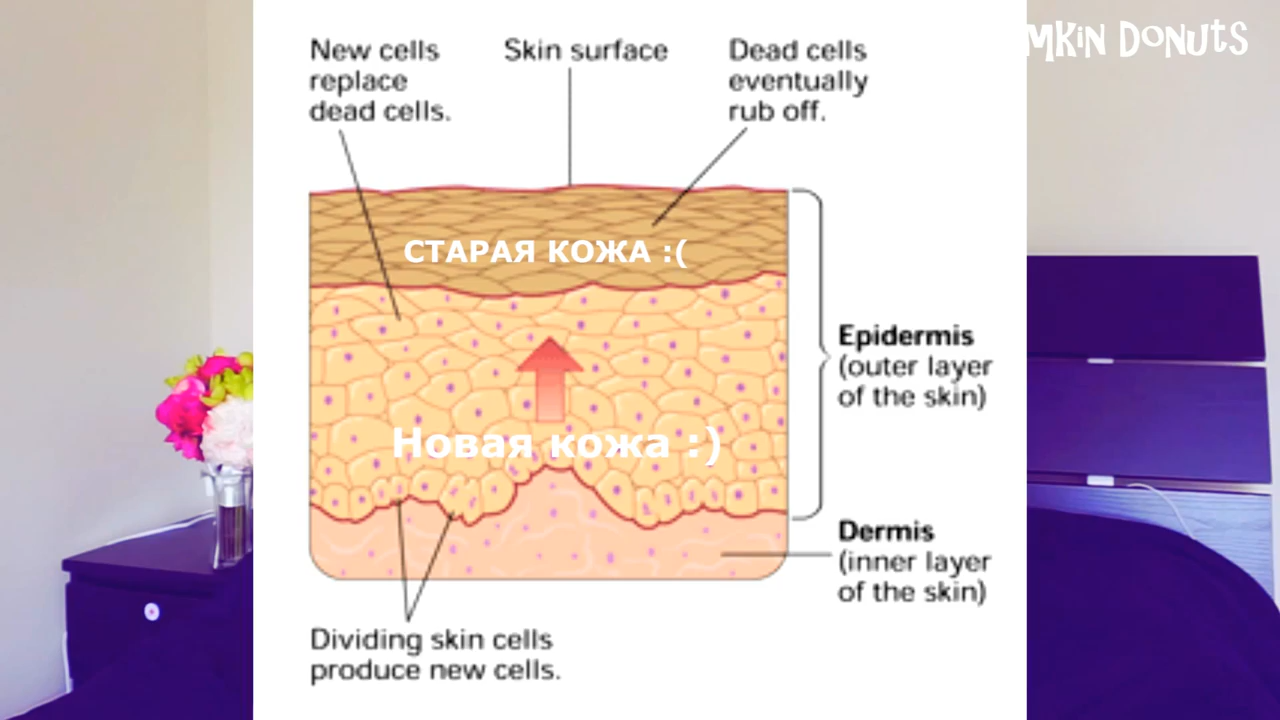 MKiN DONUTS
New cells
replace
dead cells.
Skin surface
Dead cells
eventually
rub off.
СТАРАЯ КОЖА :(
Новая кожа :)
Epidermis
(outer layer
of the skin)
Dermis
(inner layer
of the skin)
Dividing skin cells
produce new cells.